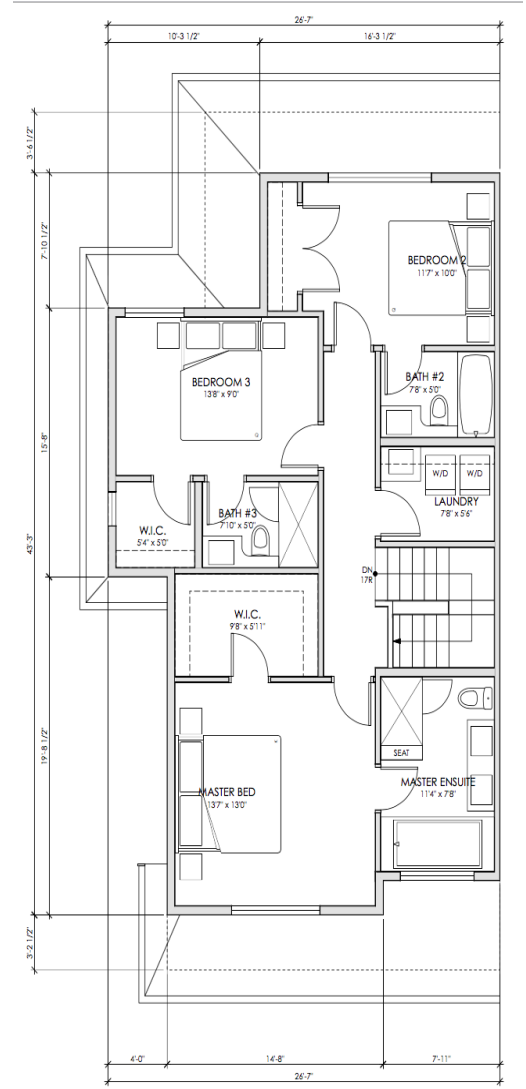 26'-7"
10'-3 1/2"
16'-3 1/2"
3'-6 1/2"
7'-10 1/2"
BEDROOM 2
11'7" x 10'0"
BEDROOM 3
13'8" x 9'0"
BATH #2
7'8" x 5'0"
15'-8"
W/D
W/D
LAUNDRY
7'8" x 5'6"
W.I.C.
5'4" x 5'0"
BATH #3
7'10" x 5'0"
43'-3"
DN
17R
W.I.C.
9'8" x 5'11"
19'-8 1/2"
SEAT
MASTER BED
13'7" x 13'0"
MASTER ENSUITE
11'4" x 7'8"
3'-2 1/2"
4'-0"
14'-8"
7'-11"
26'-7"